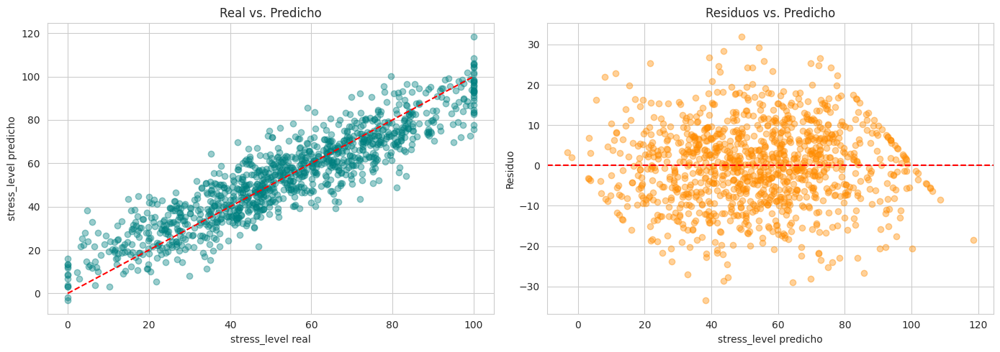 Real vs. Predicho
stress_level predicho
120
100
80
60
40
20
0
0 20 40 60 80 100
stress_level real
Residuos vs. Predicho
Residuo
30
20
10
0
−10
−20
−30
0 20 40 60 80 100 120
stress_level predicho